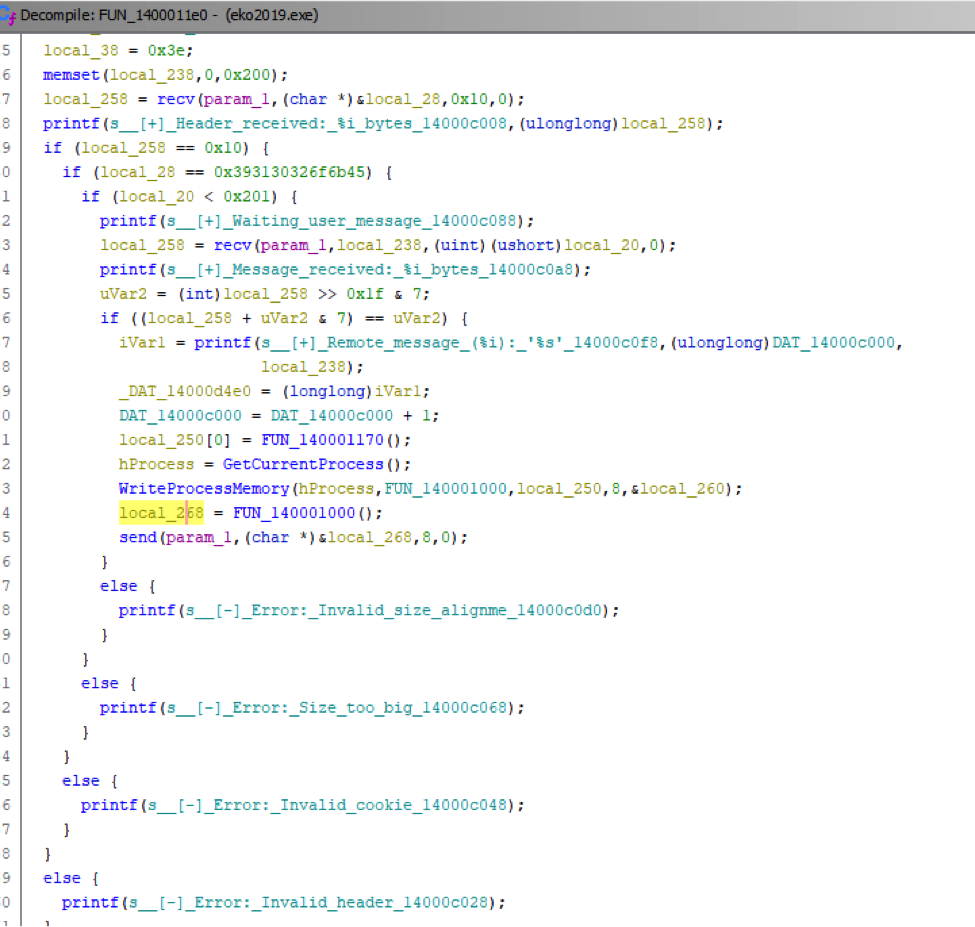 Decompile: FUN_1400011e0 - (eko2019.exe)
5 local_38 = 0x3e;
6 memset(local_238,0,0x200);
7 local_258 = recv(param_1,(char *)&local_28,0x10,0);
8 printf(s__[+]_Header_received:_%i_bytes_14000c008,(ulonglong)local_258);
9 if (local_258 == 0x10) {
0 if (local_28 == 0x393130326f6b45) {
1 if (local_20 < 0x201) {
2 printf(s__[+]_Waiting_user_message_14000c088);
3 local_258 = recv(param_1,local_238,(uint)(ushort)local_20,0);
4 printf(s__[+]_Message_received:_%i_bytes_14000c0a8);
5 uVar2 = (int)local_258 >> 0x1f & 7;
6 if ((local_258 + uVar2 & 7) == uVar2) {
7 iVar1 = printf(s__[+]_Remote_message_(%i):_'%s'_14000c0f8,(ulonglong)DAT_14000c000,
8 local_238);
9 _DAT_14000d4e0 = (longlong)iVar1;
0 DAT_14000c000 = DAT_14000c000 + 1;
1 local_250[0] = FUN_140001170();
2 hProcess = GetCurrentProcess();
3 WriteProcessMemory(hProcess,FUN_140001000,local_250,8,&local_260);
4 local_268 = FUN_140001000();
5 send(param_1,(char *)&local_268,8,0);
6 }
7 else {
8 printf(s__[-]_Error:_Invalid_size_alignme_14000c0d0);
9 }
0 }
1 else {
2 printf(s__[-]_Error:_Size_too_big_14000c068);
3 }
4 }
5 else {
6 printf(s__[-]_Error:_Invalid_cookie_14000c048);
7 }
8 }
9 else {
0 printf(s__[-]_Error:_Invalid_header_14000c028);